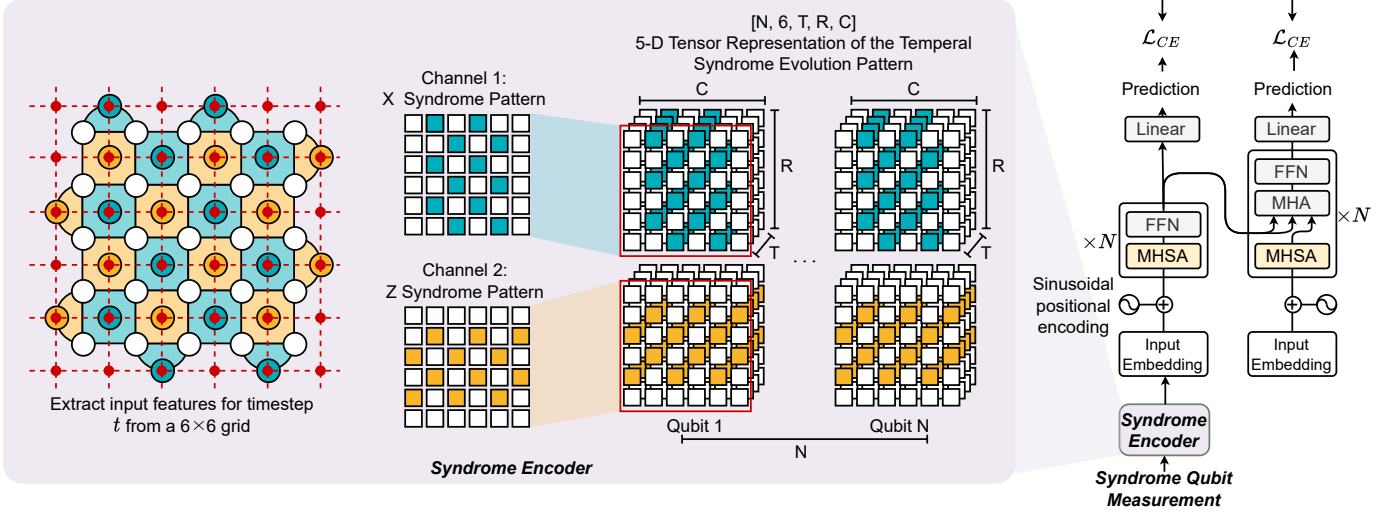 [N, 6, T, R, C]
5-D Tensor Representation of the Temperal
Syndrome Evolution Pattern
Channel 1:
X Syndrome Pattern
C
C
R
R
T
T
Channel 2:
Z Syndrome Pattern
. . .
Extract input features for timestep
t from a 6×6 grid
Qubit 1
Qubit N
N
Syndrome Encoder
ℒCE
ℒCE
Prediction
Prediction
Linear
Linear
FFN
MHA
FFN
×N
×N
MHSA
MHSA
Sinusoidal
positional
encoding
Input
Embedding
Input
Embedding
Syndrome
Encoder
Syndrome Qubit
Measurement